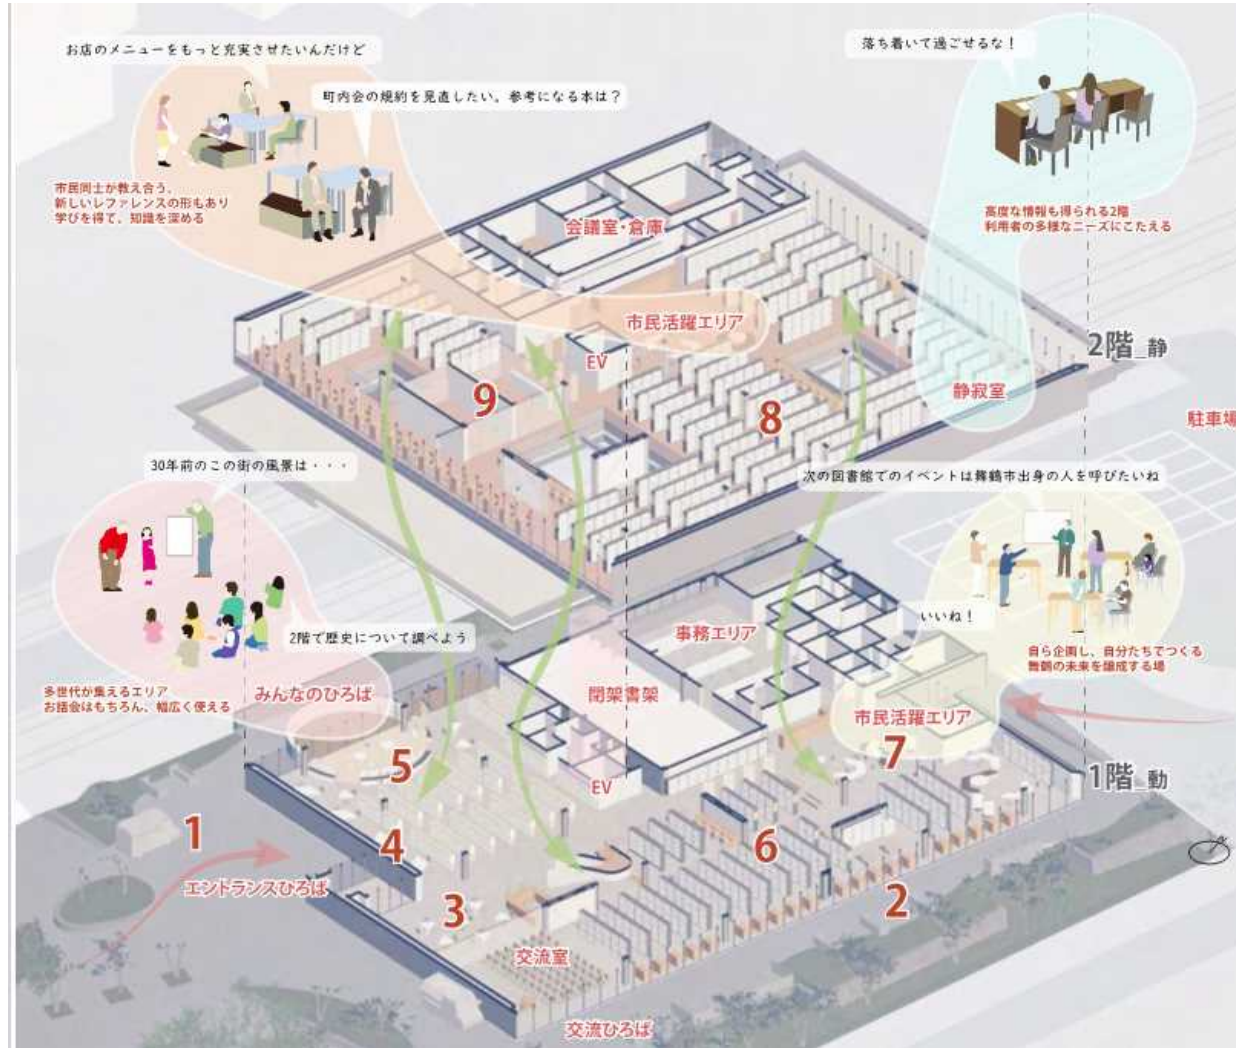 お店のメニューをもっと充実させたいんだけど
町内会の規約を見直したい、参考になる本は？
市民同士が教え合う、
新しいレファレンスの形もあり
学びを得て、知識を深める
落ち着いて過ごせるな！
高度な情報も得られる2階
利用者の多様なニーズにこたえる
会議室・倉庫
市民活躍エリア
EV
2階_静
静寂室
駐車場
9
8
30年前のこの街の風景は・・・
次の図書館でのイベントは舞鶴市出身の人を呼びたいね
いいね！
2階で歴史について調べよう
多世代が集えるエリア
お話会はもちろん、幅広く使える
みんなのひろば
事務エリア
閉架書架
自ら企画し、自分たちでつくる
舞鶴の未来を醸成する場
市民活躍エリア
7
1階_動
5
EV
1
4
6
エントランスひろば
3
2
交流室
交流ひろば